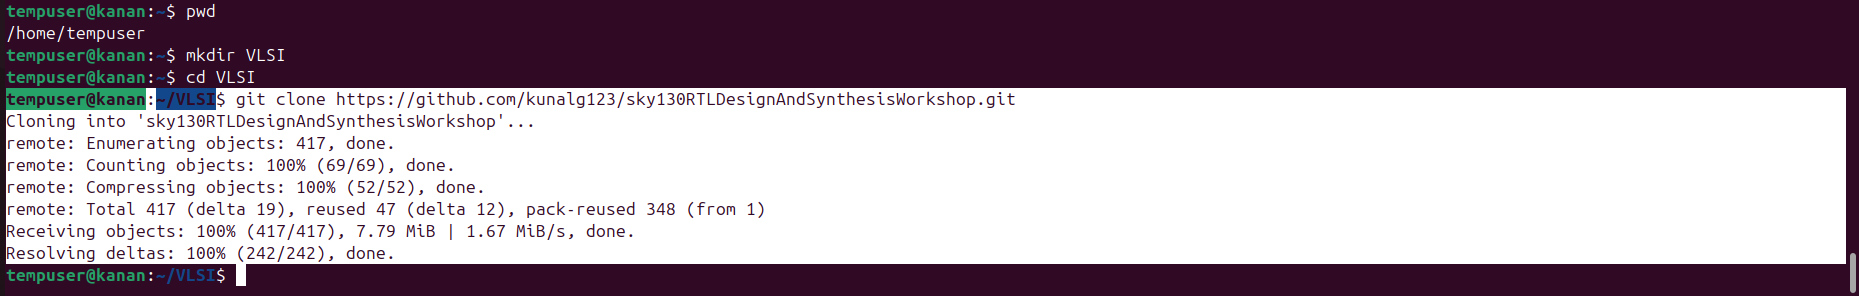 tempuser@kanan:~$ pwd
/home/tempuser
tempuser@kanan:~$ mkdir VLSI
tempuser@kanan:~$ cd VLSI
tempuser@kanan:~/VLSI$ git clone https://github.com/kunalg123/sky130RTLDesignAndSynthesisWorkshop.git
Cloning into 'sky130RTLDesignAndSynthesisWorkshop'...
remote: Enumerating objects: 417, done.
remote: Counting objects: 100% (69/69), done.
remote: Compressing objects: 100% (52/52), done.
remote: Total 417 (delta 19), reused 47 (delta 12), pack-reused 348 (from 1)
Receiving objects: 100% (417/417), 7.79 MiB | 1.67 MiB/s, done.
Resolving deltas: 100% (242/242), done.
tempuser@kanan:~/VLSI$